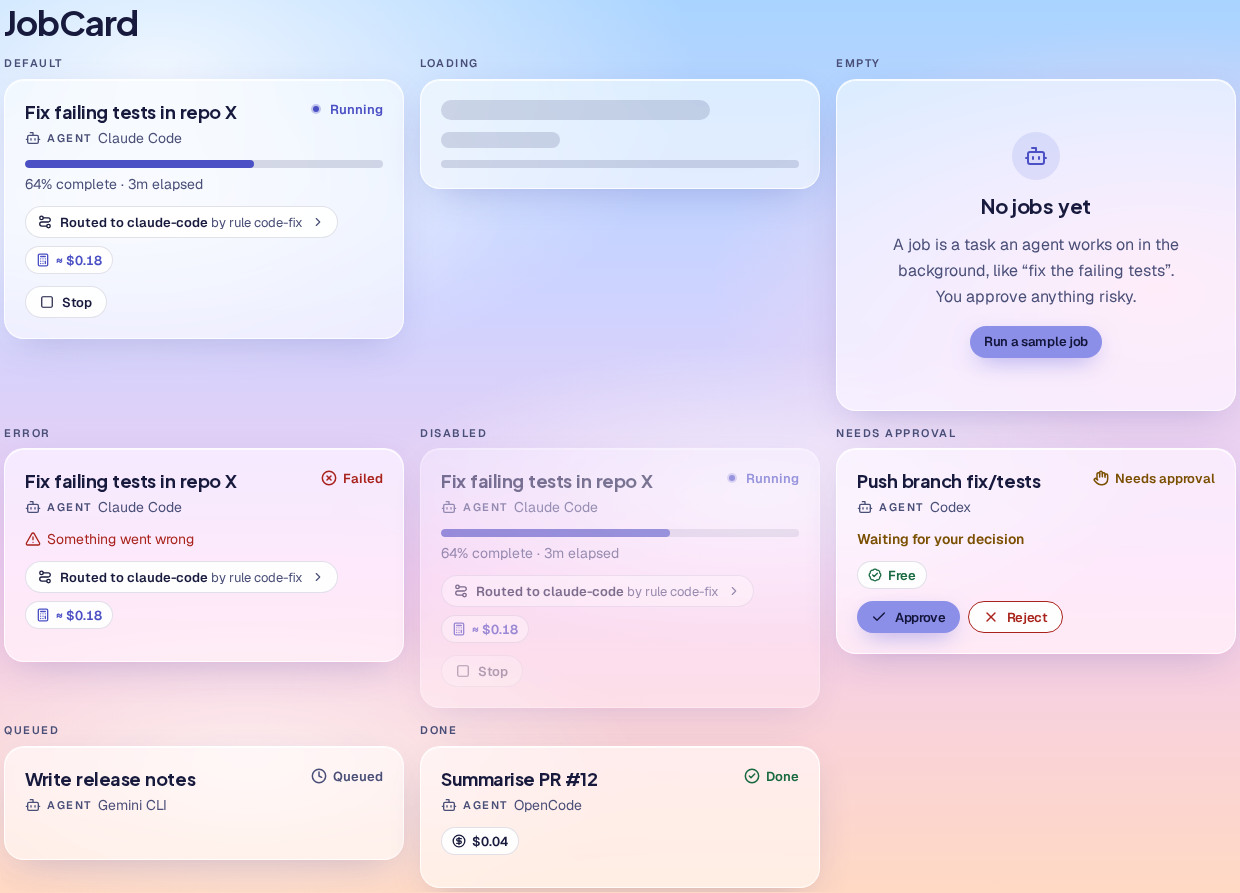 JobCard
DEFAULT
Fix failing tests in repo X
Running
AGENT Claude Code
64% complete · 3m elapsed
Routed to claude-code by rule code-fix
≈ $0.18
Stop
LOADING
EMPTY
No jobs yet
A job is a task an agent works on in the
background, like “fix the failing tests”.
You approve anything risky.
Run a sample job
ERROR
Fix failing tests in repo X
Failed
AGENT Claude Code
Something went wrong
Routed to claude-code by rule code-fix
≈ $0.18
DISABLED
Fix failing tests in repo X
Running
AGENT Claude Code
64% complete · 3m elapsed
Routed to claude-code by rule code-fix
≈ $0.18
Stop
NEEDS APPROVAL
Push branch fix/tests
Needs approval
AGENT Codex
Waiting for your decision
Free
Approve
Reject
QUEUED
Write release notes
Queued
AGENT Gemini CLI
DONE
Summarise PR #12
Done
AGENT OpenCode
$0.04